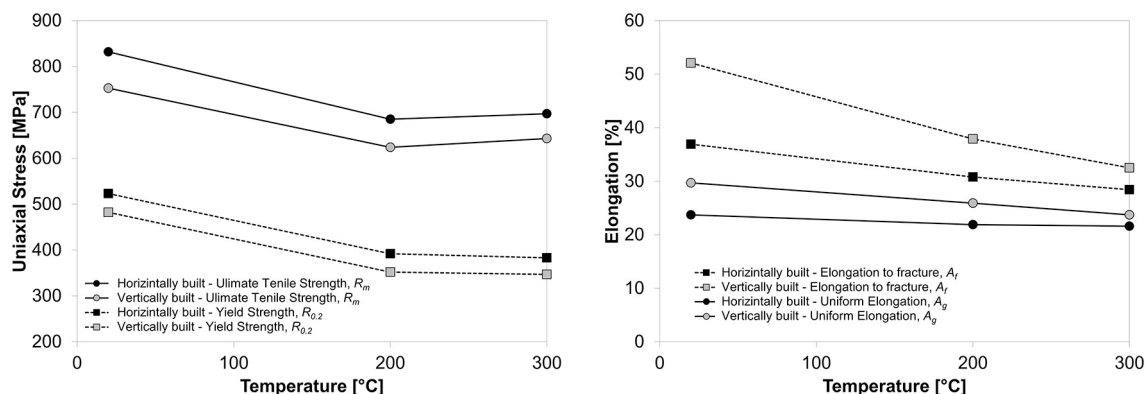 900
800
700
600
500
400
300
200
Uniaxial Stress [MPa]
Horizintally built - Ulimate Tenile Strength, Rm
Vertically built - Ulimate Tenile Strength, Rm
Horizintally built - Yield Strength, R0.2
Vertically built - Yield Strength, R0.2
0 100 200 300
Temperature [°C]
60
50
40
30
20
10
0
Elongation [%]
Horizintally built - Elongation to fracture, Af
Vertically built - Elongation to fracture, Af
Horizintally built - Uniform Elongation, Ag
Vertically built - Uniform Elongation, Ag
0 100 200 300
Temperature [°C]